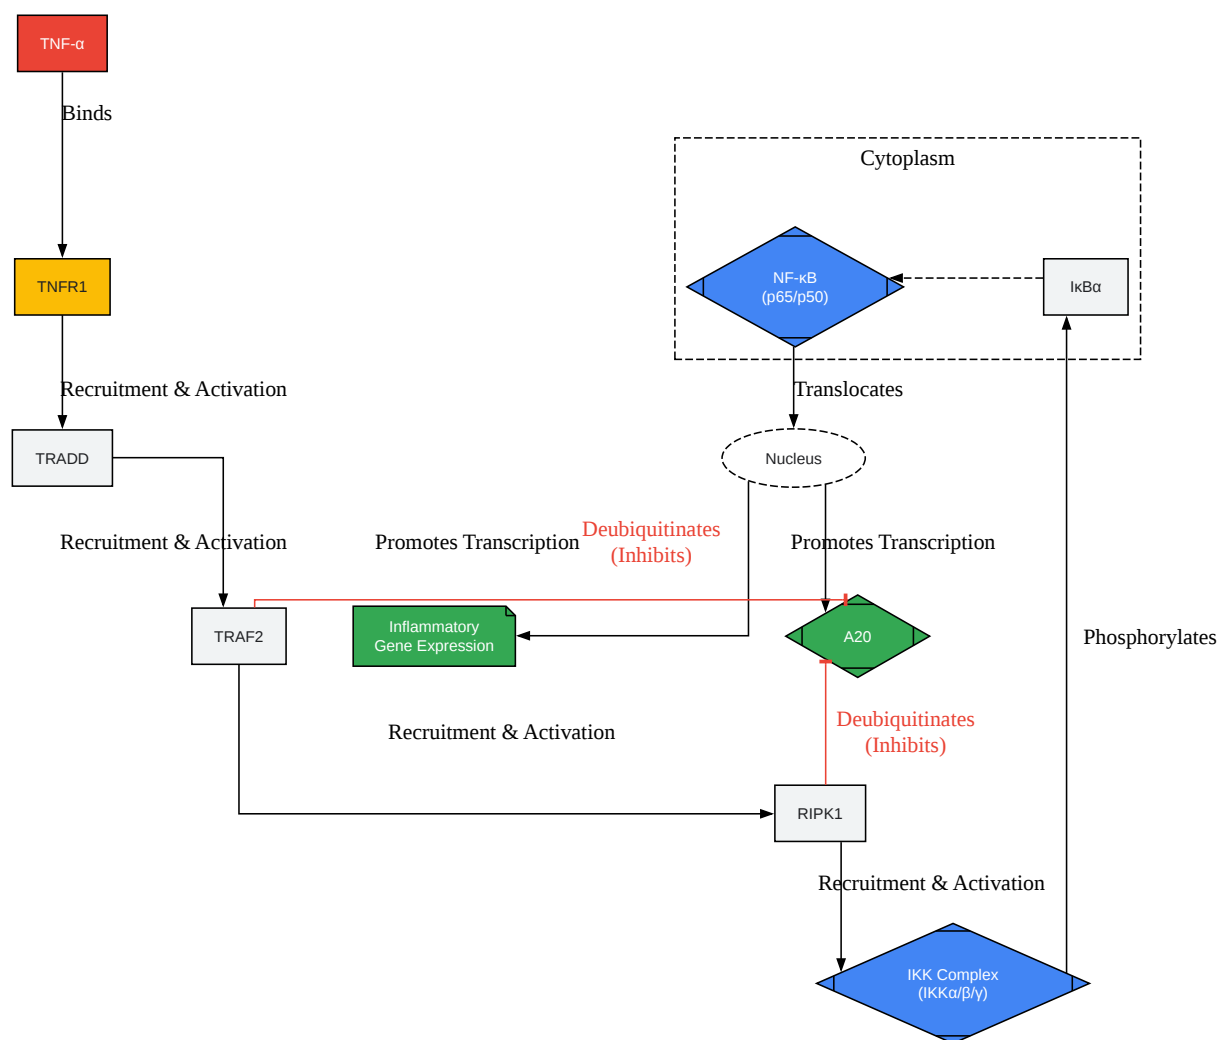 TNF-α
Binds
Cytoplasm
NF-κB
(p65/p50)
IκBα
TNFR1
Recruitment & Activation
Translocates
TRADD
Nucleus
Recruitment & Activation
Promotes Transcription
Deubiquitinates
(Inhibits)
Promotes Transcription
TRAF2
Inflammatory
Gene Expression
A20
Phosphorylates
Recruitment & Activation
Deubiquitinates
(Inhibits)
RIPK1
Recruitment & Activation
IKK Complex
(IKKα/β/γ)